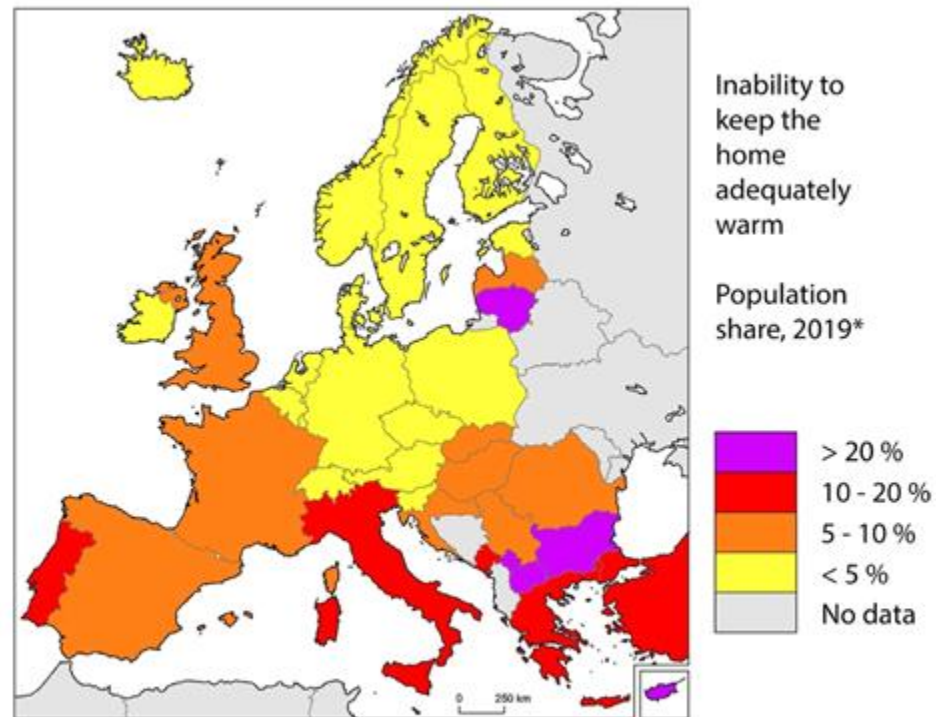 Inability to
keep the
home
adequately
warm
Population
share, 2019*
> 20 %
10 - 20 %
5 - 10 %
< 5 %
No data
0 250 km